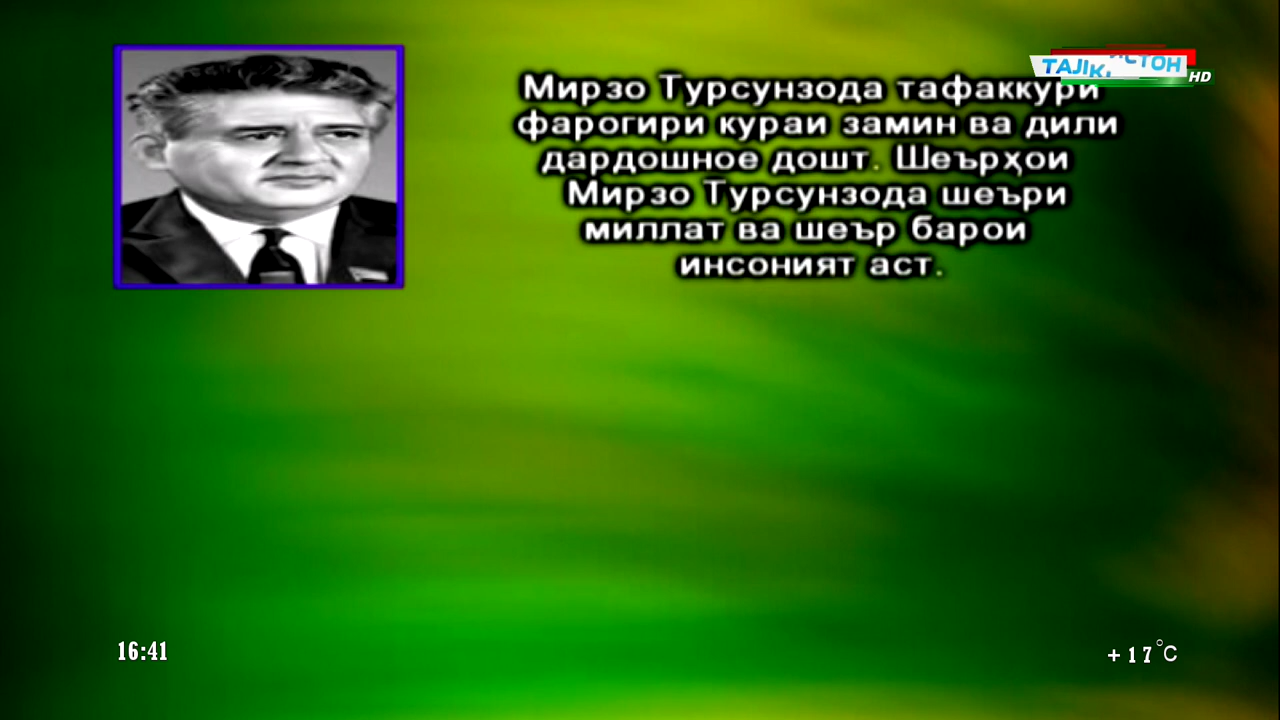 Мирзо Турсунзода тафаккури
фарогири кураи замин ва дили
дардошное дошт. Шеърҳои
Мирзо Турсунзода шеъри
миллат ва шеър барои
инсоният аст.
HD
16:41
+17°C